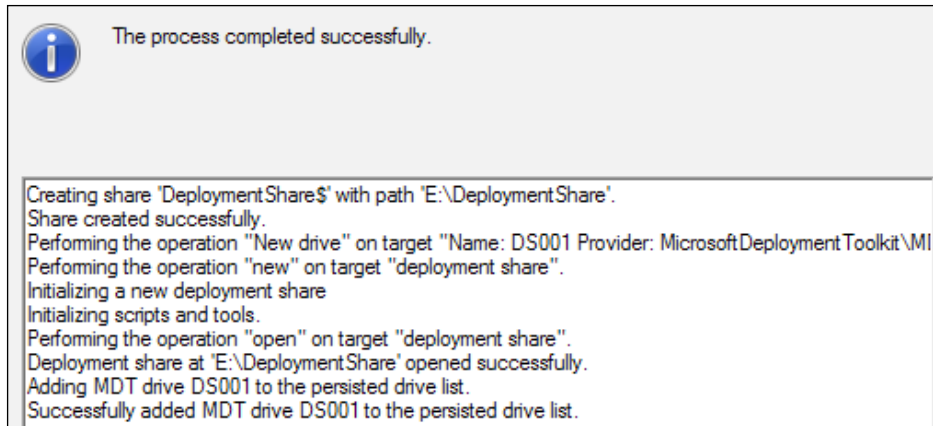 The process completed successfully.
Creating share 'DeploymentShare$' with path 'E:\DeploymentShare'.
Share created successfully.
Performing the operation "New drive" on target "Name: DS001 Provider: MicrosoftDeploymentToolkit\MI
Performing the operation "new" on target "deployment share".
Initializing a new deployment share
Initializing scripts and tools.
Performing the operation "open" on target "deployment share".
Deployment share at 'E:\DeploymentShare' opened successfully.
Adding MDT drive DS001 to the persisted drive list.
Successfully added MDT drive DS001 to the persisted drive list.